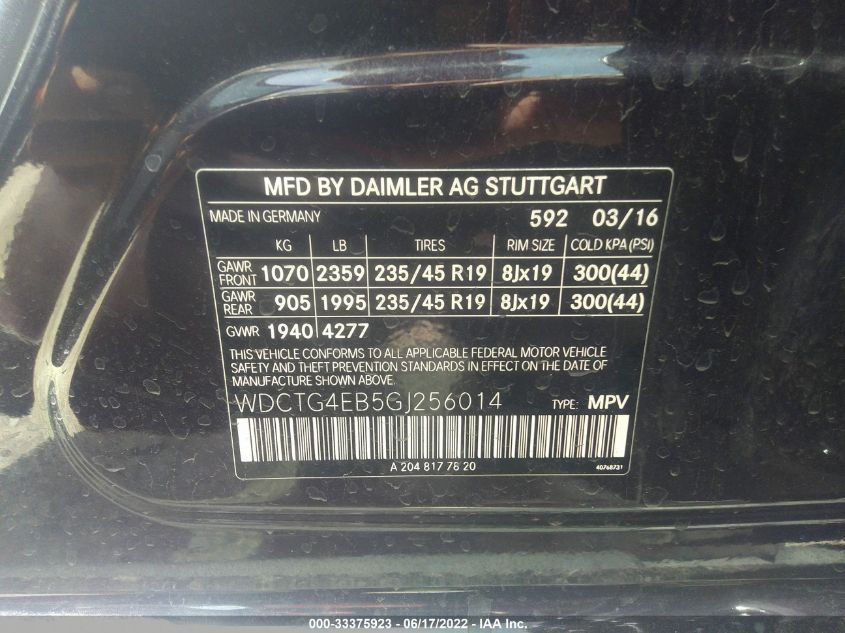 MFD BY DAIMLER AG STUTTGART
MADE IN GERMANY 592 03/16
KG LB TIRES RIM SIZE COLD KPA (PSI)
GAWR FRONT 1070 2359 235/45 R19 8Jx19 300(44)
GAWR REAR 905 1995 235/45 R19 8Jx19 300(44)
GVWR 1940 4277
THIS VEHICLE CONFORMS TO ALL APPLICABLE FEDERAL MOTOR VEHICLE
SAFETY AND THEFT PREVENTION STANDARDS IN EFFECT ON THE DATE OF
MANUFACTURE SHOWN ABOVE.
WDCTG4EB5GJ256014 TYPE: MPV
A 204 817 78 20 40768731
000-33375923 - 06/17/2022 - IAA Inc.